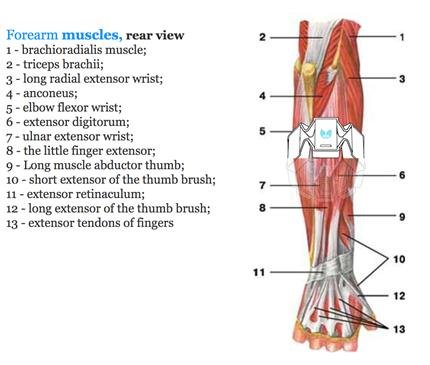 Forearm muscles, rear view
1 - brachioradialis muscle;
2 - triceps brachii;
3 - long radial extensor wrist;
4 - anconeus;
5 - elbow flexor wrist;
6 - extensor digitorum;
7 - ulnar extensor wrist;
8 - the little finger extensor;
9 - Long muscle abductor thumb;
10 - short extensor of the thumb brush;
11 - extensor retinaculum;
12 - long extensor of the thumb brush;
13 - extensor tendons of fingers
2
1
3
4
5
6
7
8
9
10
11
12
13